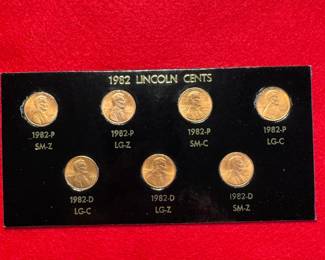 1982 LINCOLN CENTS
1982-P 1982-P 1982-P 1982-P
SM-Z LG-Z SM-C LG-C
1982-D 1982-D 1982-D
LG-C LG-Z SM-Z